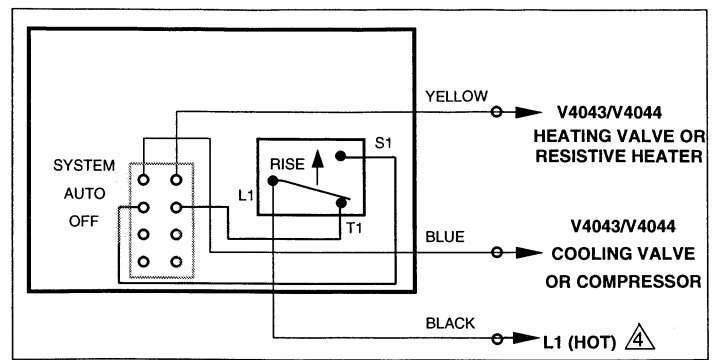 YELLOW
V4043/V4044
HEATING VALVE OR
RESISTIVE HEATER
S1
RISE
SYSTEM
AUTO
OFF
L1
T1
BLUE
V4043/V4044
COOLING VALVE
OR COMPRESSOR
BLACK
L1 (HOT) 4